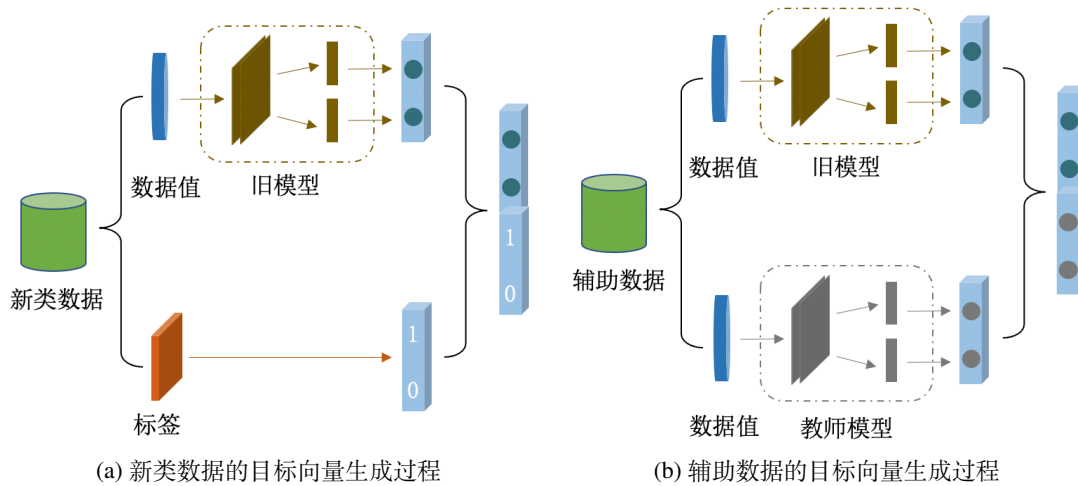 数据值
旧模型
新类数据
1
0
1
0
标签
(a) 新类数据的目标向量生成过程
数据值
旧模型
辅助数据
数据值
教师模型
(b) 辅助数据的目标向量生成过程